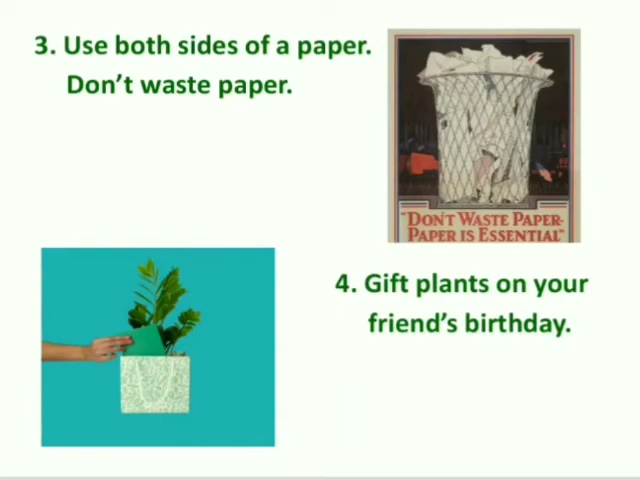 3. Use both sides of a paper.
Don’t waste paper.
"DON'T WASTE PAPER-
PAPER IS ESSENTIAL"
4. Gift plants on your
friend’s birthday.